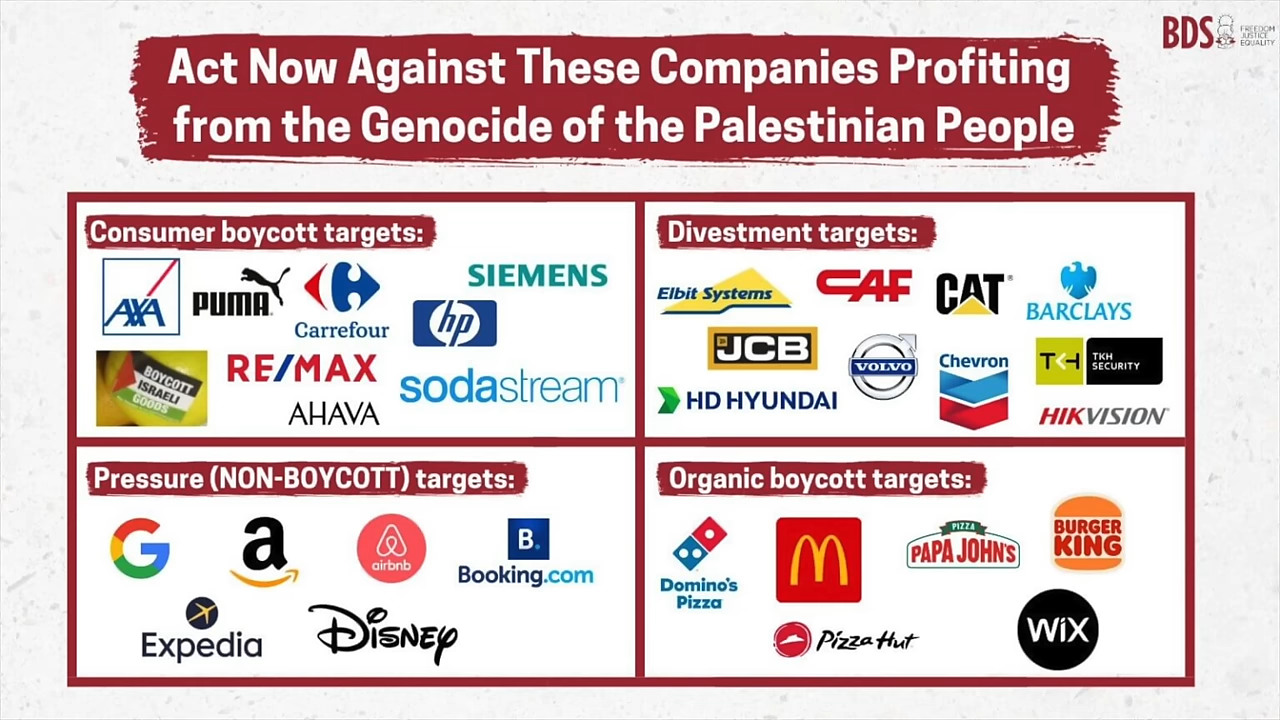 BDS
FREEDOM
JUSTICE
EQUALITY
Act Now Against These Companies Profiting
from the Genocide of the Palestinian People
Consumer boycott targets:
AXA
PUMA
Carrefour
SIEMENS
hp
BOYCOTT
ISRAELI
GOODS
RE/MAX
AHAVA
sodastream
Divestment targets:
Elbit Systems
CAF
CAT
BARCLAYS
JCB
VOLVO
Chevron
TKH
TKH
SECURITY
HD HYUNDAI
HIKVISION
Pressure (NON-BOYCOTT) targets:
G
a
airbnb
B.
Booking.com
Expedia
Disney
Organic boycott targets:
Domino's
Pizza
M
PIZZA
PAPA JOHN'S
BURGER
KING
Pizza Hut
WiX